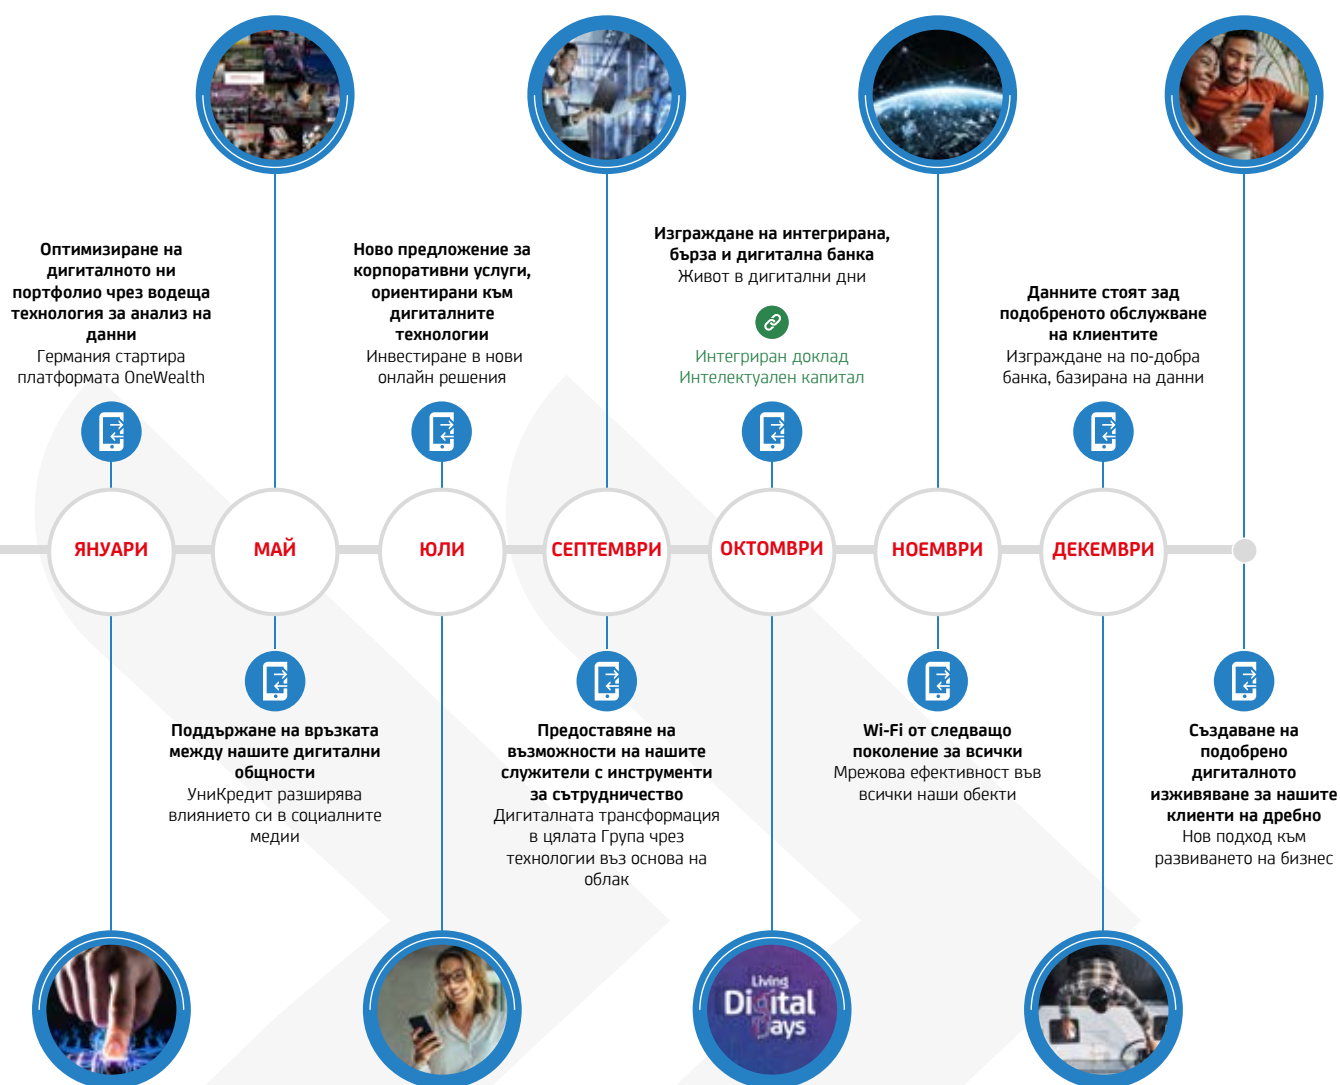 Оптимизиране на
дигиталното ни
портфолио чрез водеща
технология за анализ на
данни
Германия стартира
платформата OneWealth
Ново предложение за
корпоративни услуги,
ориентирани към
дигиталните
технологии
Инвестиране в нови
онлайн решения
Изграждане на интегрирана,
бърза и дигитална банка
Живот в дигитални дни
Интегриран доклад
Интелектуален капитал
Данните стоят зад
подобреното обслужване
на клиентите
Изграждане на по-добра
банка, базирана на данни
ЯНУАРИ
МАЙ
ЮЛИ
СЕПТЕМВРИ
ОКТОМВРИ
НОЕМВРИ
ДЕКЕМВРИ
Поддържане на връзката
между нашите дигитални
общности
УниКредит разширява
влиянието си в социалните
медии
Предоставяне на
възможности на нашите
служители с инструменти
за сътрудничество
Дигиталната трансформация
в цялата Група чрез
технологии въз основа на
облак
Wi-Fi от следващо
поколение за всички
Мрежова ефективност във
всички наши обекти
Създаване на
подобрено
дигиталното
изживяване за нашите
клиенти на дребно
Нов подход към
развиването на бизнес
Living
Digital
Days